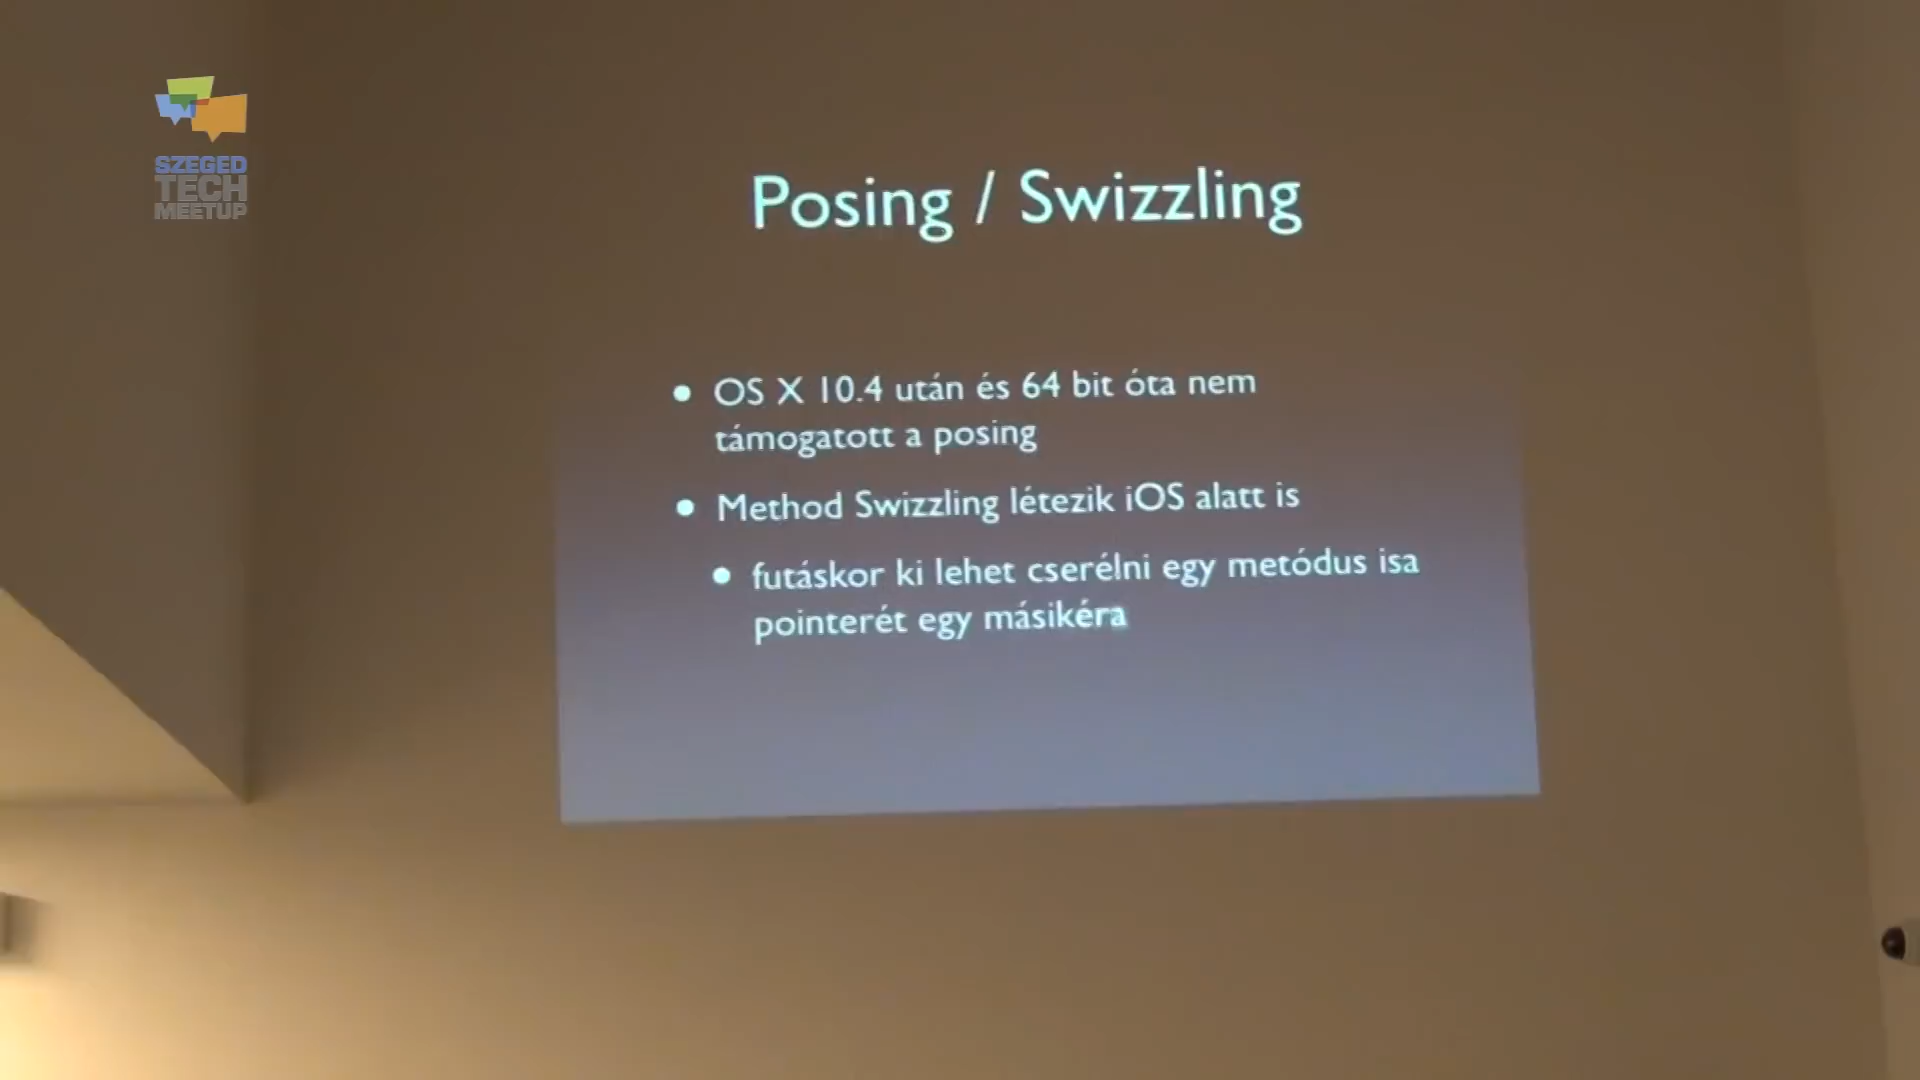 SZEGED
TECH
MEETUP
Posing / Swizzling
• OS X 10.4 után és 64 bit óta nem
támogatott a posing
• Method Swizzling létezik iOS alatt is
• futáskor ki lehet cserélni egy metódus isa
pointerét egy másikéra